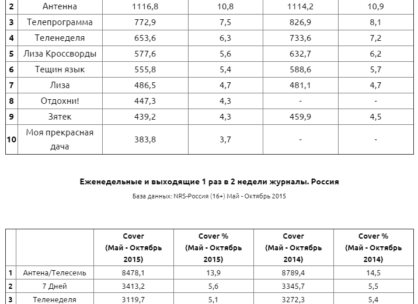 2 Антенна 1116,8 10,8 1114,2 10,9
3 Телепрограмма 772,9 7,5 826,9 8,1
4 Теленеделя 653,6 6,3 733,6 7,2
5 Лиза Кроссворды 577,6 5,6 632,7 6,2
6 Тещин язык 555,8 5,4 588,6 5,7
7 Лиза 486,5 4,7 481,1 4,7
8 Отдохни! 447,3 4,3 - -
9 Зятек 439,2 4,3 459,9 4,5
10 Моя прекрасная дача 383,8 3,7 - -
Еженедельные и выходящие 1 раз в 2 недели журналы. Россия
База данных: NRS-Россия (16+) Май - Октябрь 2015
Cover Cover % Cover Cover %
(Май - Октябрь (Май - Октябрь (Май - Октябрь (Май - Октябрь
2015) 2015) 2014) 2014)
1 Антенна/Телесемь 8478,1 13,9 8789,4 14,5
2 7 Дней 3413,2 5,6 3345,7 5,5
3 Теленеделя 3119,7 5,1 3272,3 5,4